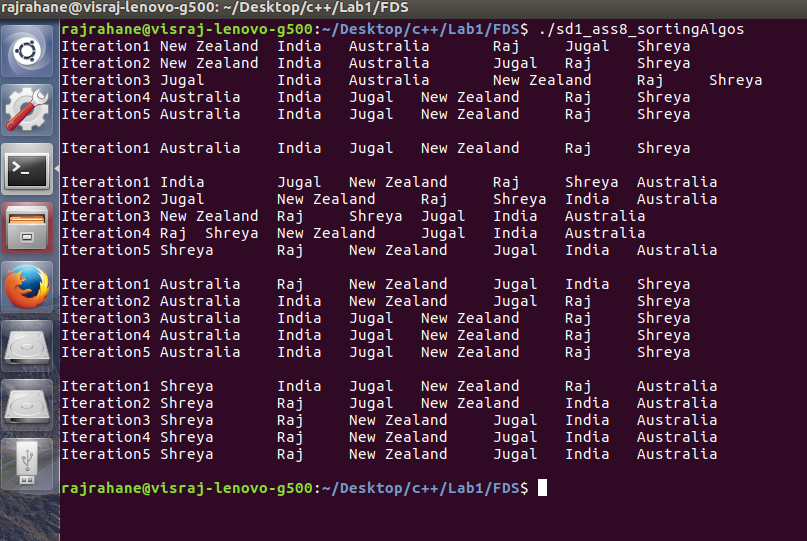 rajrahane@visraj-lenovo-g500: ~/Desktop/c++/Lab1/FDS
rajrahane@visraj-lenovo-g500:~/Desktop/c++/Lab1/FDS$ ./sd1_ass8_sortingAlgos
Iteration1 New Zealand India Australia Raj Jugal Shreya
Iteration2 New Zealand India Australia Jugal Raj Shreya
Iteration3 Jugal India Australia New Zealand Raj Shreya
Iteration4 Australia India Jugal New Zealand Raj Shreya
Iteration5 Australia India Jugal New Zealand Raj Shreya
Iteration1 Australia India Jugal New Zealand Raj Shreya
Iteration1 India Jugal New Zealand Raj Shreya Australia
Iteration2 Jugal New Zealand Raj Shreya India Australia
Iteration3 New Zealand Raj Shreya Jugal India Australia
Iteration4 Raj Shreya New Zealand Jugal India Australia
Iteration5 Shreya Raj New Zealand Jugal India Australia
Iteration1 Australia Raj New Zealand Jugal India Shreya
Iteration2 Australia India New Zealand Jugal Raj Shreya
Iteration3 Australia India Jugal New Zealand Raj Shreya
Iteration4 Australia India Jugal New Zealand Raj Shreya
Iteration5 Australia India Jugal New Zealand Raj Shreya
Iteration1 Shreya India Jugal New Zealand Raj Australia
Iteration2 Shreya Raj Jugal New Zealand India Australia
Iteration3 Shreya Raj New Zealand Jugal India Australia
Iteration4 Shreya Raj New Zealand Jugal India Australia
Iteration5 Shreya Raj New Zealand Jugal India Australia
rajrahane@visraj-lenovo-g500:~/Desktop/c++/Lab1/FDS$